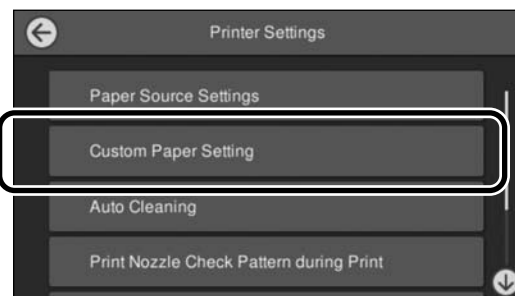 Printer Settings
Paper Source Settings
Custom Paper Setting
Auto Cleaning
Print Nozzle Check Pattern during Print